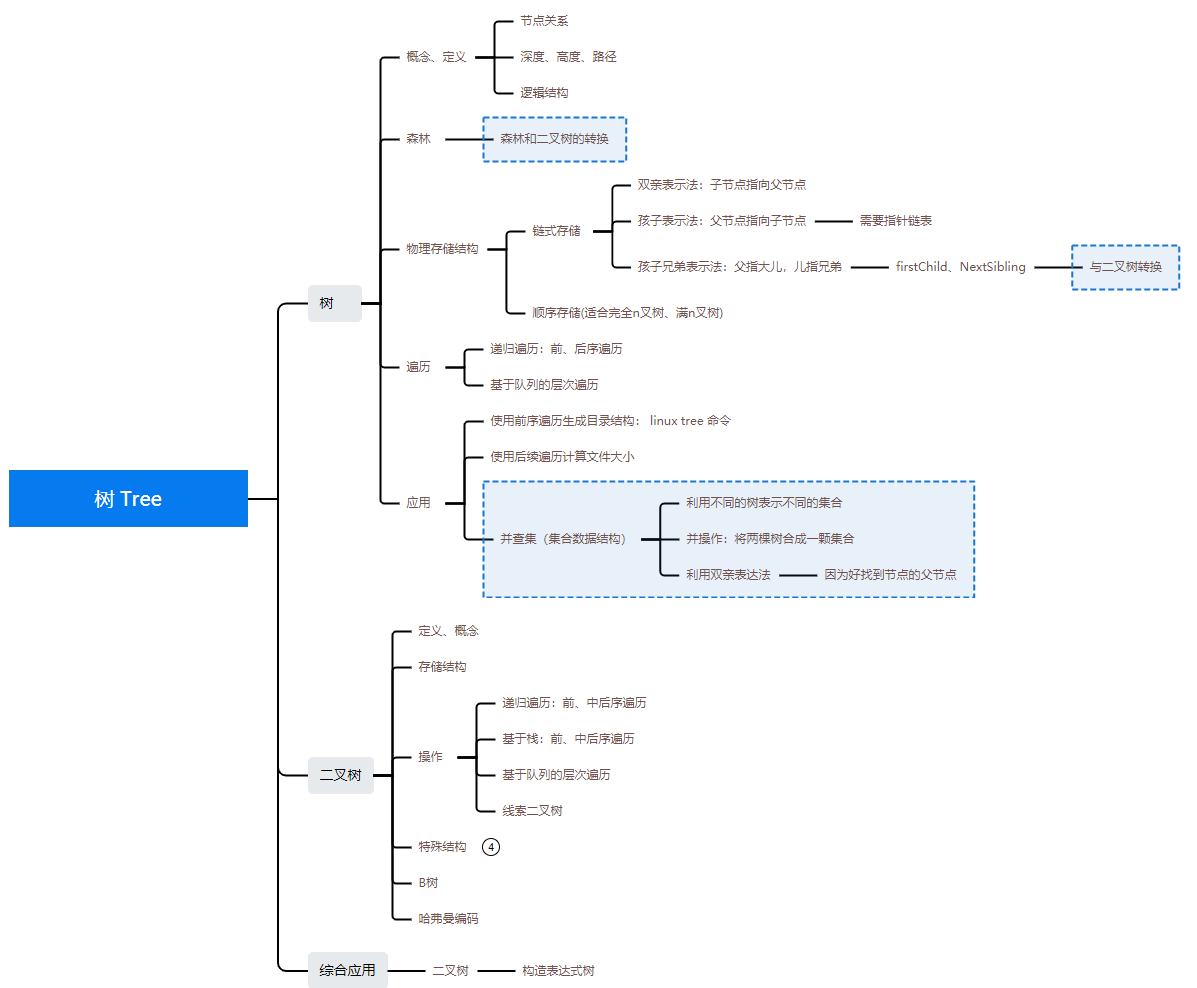 树 Tree
树
概念、定义
节点关系
深度、高度、路径
逻辑结构
森林
森林和二叉树的转换
物理存储结构
链式存储
双亲表示法：子节点指向父节点
孩子表示法：父节点指向子节点
需要指针链表
孩子兄弟表示法：父指大儿，儿指兄弟
firstChild、NextSibling
与二叉树转换
顺序存储(适合完全n叉树、满n叉树)
遍历
递归遍历：前、后序遍历
基于队列的层次遍历
应用
使用前序遍历生成目录结构： linux tree 命令
使用后续遍历计算文件大小
并查集（集合数据结构）
利用不同的树表示不同的集合
并操作：将两棵树合成一颗集合
利用双亲表达法
因为好找到节点的父节点
二叉树
定义、概念
存储结构
操作
递归遍历：前、中后序遍历
基于栈：前、中后序遍历
基于队列的层次遍历
线索二叉树
特殊结构
4
B树
哈弗曼编码
综合应用
二叉树
构造表达式树